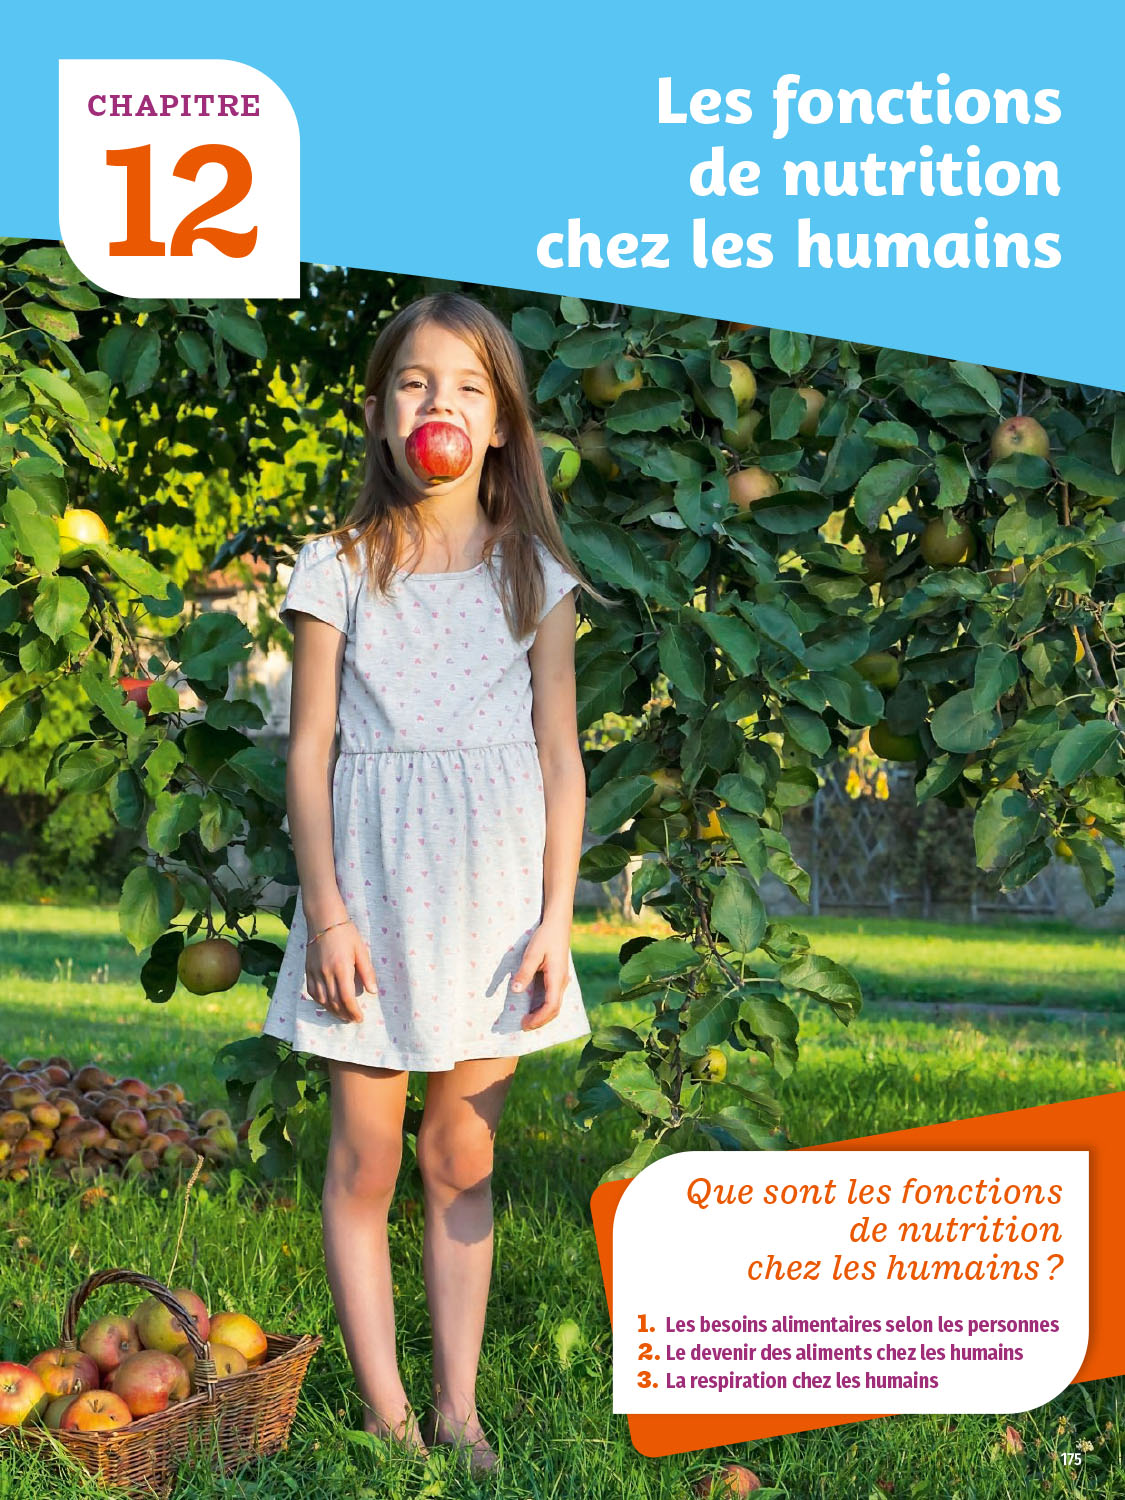 CHAPITRE
12
Les fonctions
de nutrition
chez les humains
Que sont les fonctions
de nutrition
chez les humains ?
1. Les besoins alimentaires selon les personnes
2. Le devenir des aliments chez les humains
3. La respiration chez les humains
175